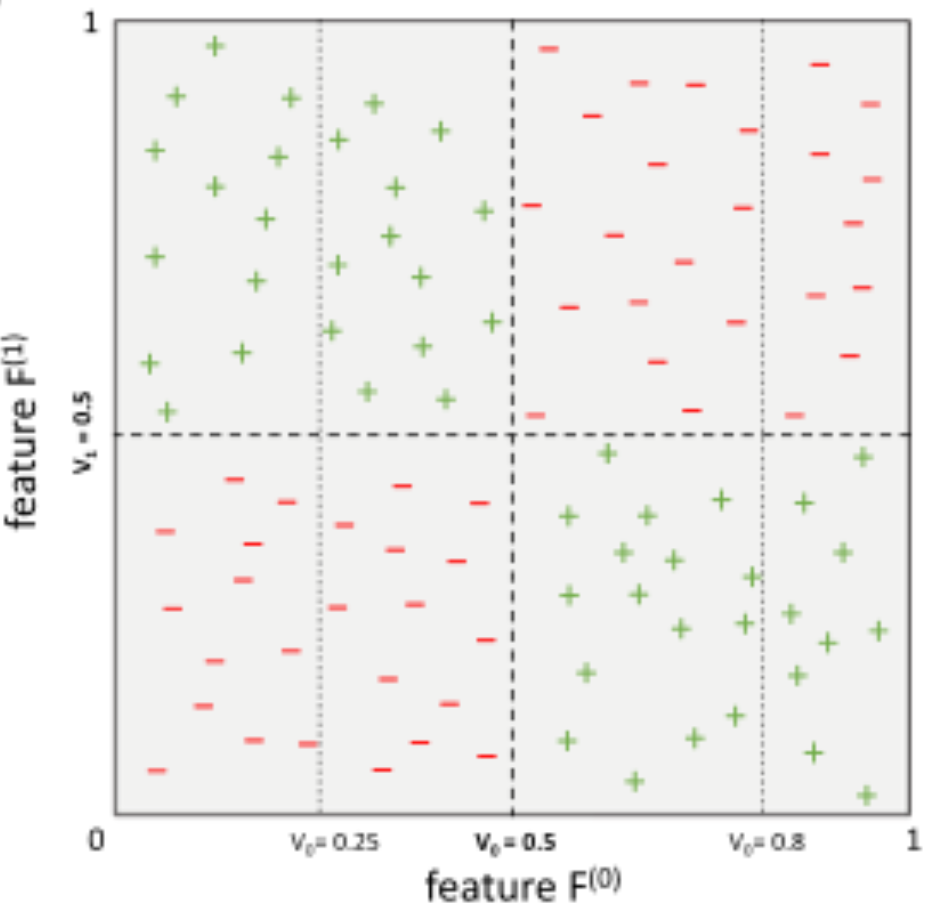 1
feature F(1)
V1 = 0.5
0
V0= 0.25
V0= 0.5
V0= 0.8
1
feature F(0)